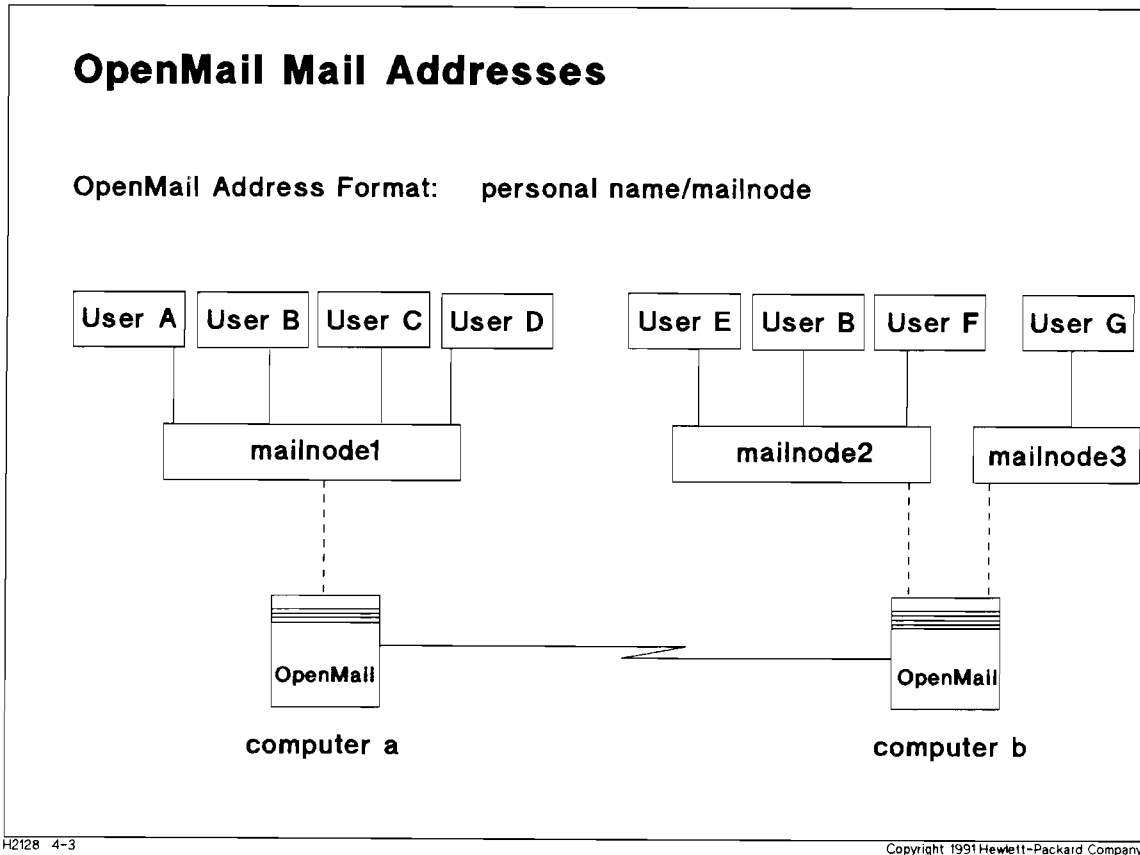 OpenMail Mail Addresses
OpenMail Address Format: personal name/mailnode
User A User B User C User D User E User B User F User G
mailnode1 mailnode2 mailnode3
OpenMail OpenMail
computer a computer b
H2128 4-3 Copyright 1991 Hewlett-Packard Company